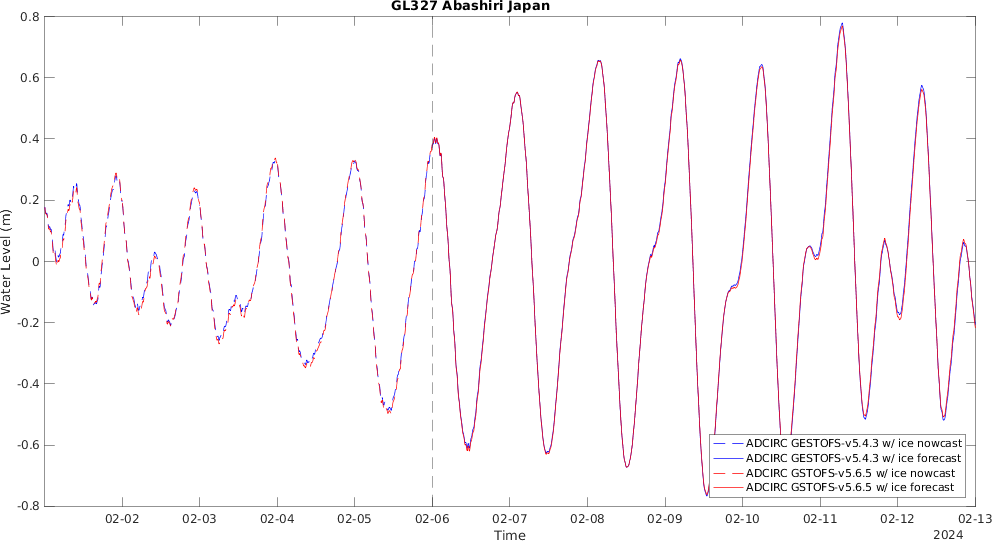 GL327 Abashiri Japan
0.8
0.6
0.4
0.2
0
-0.2
-0.4
-0.6
-0.8
Water Level (m)
ADCIRC GESTOFS-v5.4.3 w/ ice nowcast
ADCIRC GESTOFS-v5.4.3 w/ ice forecast
ADCIRC GSTOFS-v5.6.5 w/ ice nowcast
ADCIRC GSTOFS-v5.6.5 w/ ice forecast
02-02 02-03 02-04 02-05 02-06 02-07 02-08 02-09 02-10 02-11 02-12 02-13
Time
2024